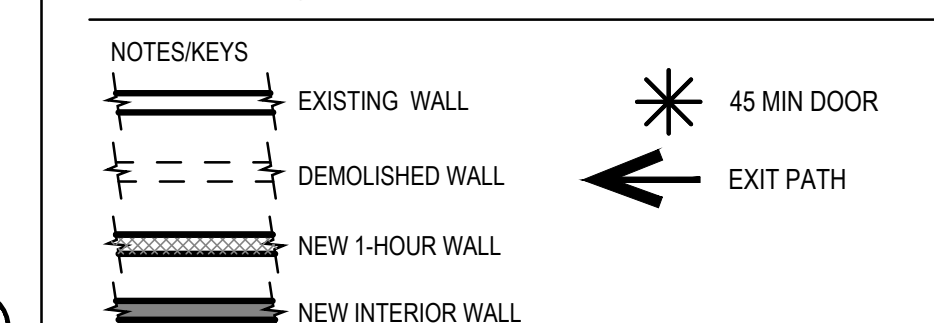 NOTES/KEYS
EXISTING WALL
45 MIN DOOR
DEMOLISHED WALL
EXIT PATH
NEW 1-HOUR WALL
NEW INTERIOR WALL